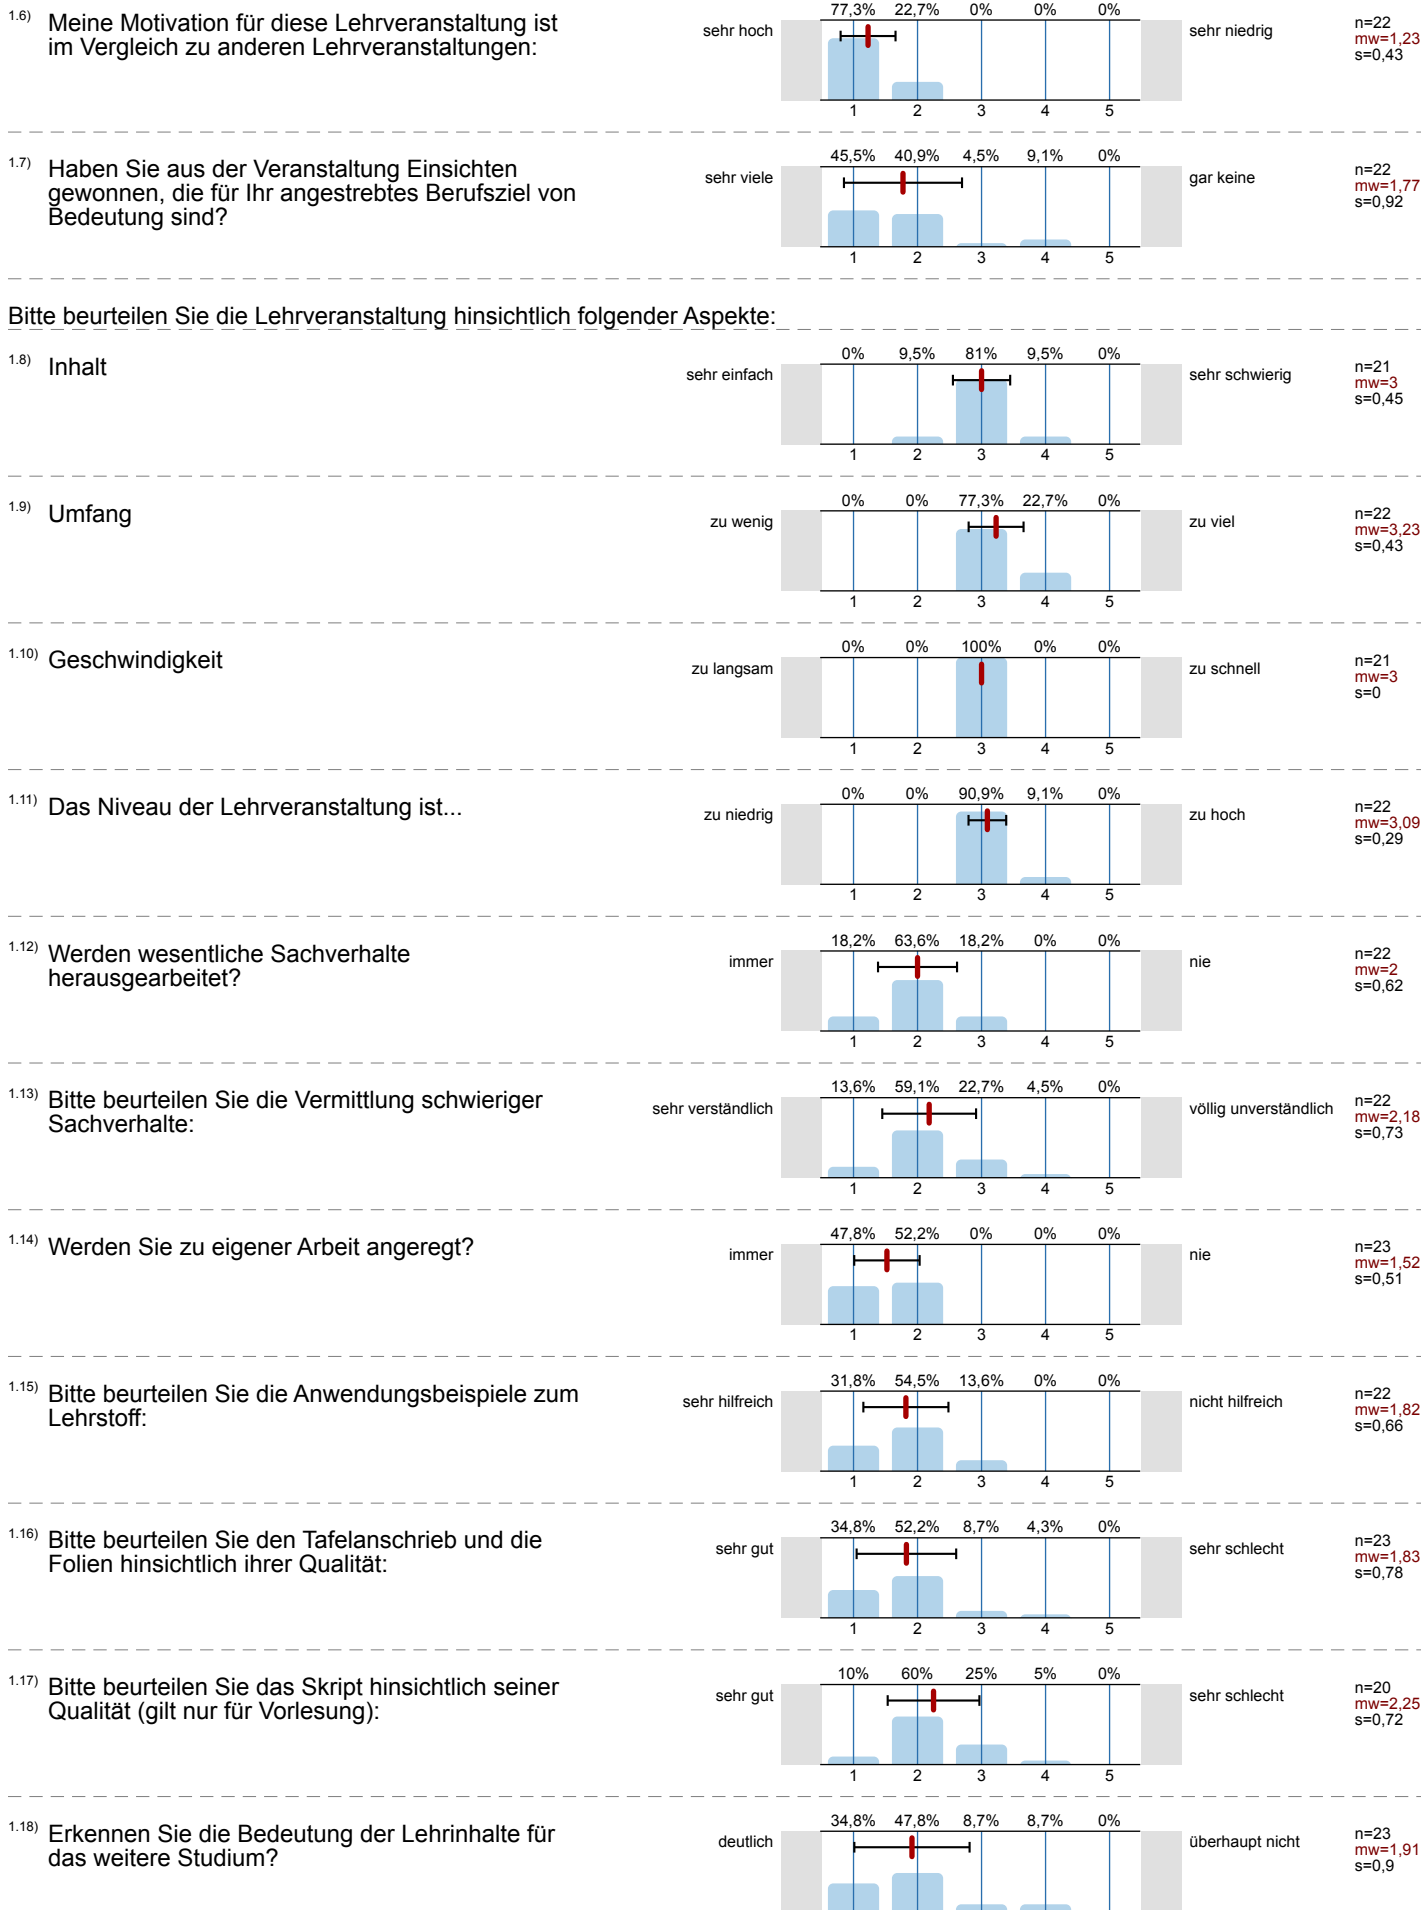 1.6) Meine Motivation für diese Lehrveranstaltung ist
im Vergleich zu anderen Lehrveranstaltungen:
77,3% 22,7% 0% 0% 0%
sehr hoch
sehr niedrig
1 2 3 4 5
n=22
mw=1,23
s=0,43
1.7) Haben Sie aus der Veranstaltung Einsichten
gewonnen, die für Ihr angestrebtes Berufsziel von
Bedeutung sind?
45,5% 40,9% 4,5% 9,1% 0%
sehr viele
gar keine
1 2 3 4 5
n=22
mw=1,77
s=0,92
Bitte beurteilen Sie die Lehrveranstaltung hinsichtlich folgender Aspekte:
1.8) Inhalt
0% 9,5% 81% 9,5% 0%
sehr einfach
sehr schwierig
1 2 3 4 5
n=21
mw=3
s=0,45
1.9) Umfang
0% 0% 77,3% 22,7% 0%
zu wenig
zu viel
1 2 3 4 5
n=22
mw=3,23
s=0,43
1.10) Geschwindigkeit
0% 0% 100% 0% 0%
zu langsam
zu schnell
1 2 3 4 5
n=21
mw=3
s=0
1.11) Das Niveau der Lehrveranstaltung ist...
0% 0% 90,9% 9,1% 0%
zu niedrig
zu hoch
1 2 3 4 5
n=22
mw=3,09
s=0,29
1.12) Werden wesentliche Sachverhalte
herausgearbeitet?
18,2% 63,6% 18,2% 0% 0%
immer
nie
1 2 3 4 5
n=22
mw=2
s=0,62
1.13) Bitte beurteilen Sie die Vermittlung schwieriger
Sachverhalte:
13,6% 59,1% 22,7% 4,5% 0%
sehr verständlich
völlig unverständlich
1 2 3 4 5
n=22
mw=2,18
s=0,73
1.14) Werden Sie zu eigener Arbeit angeregt?
47,8% 52,2% 0% 0% 0%
immer
nie
1 2 3 4 5
n=23
mw=1,52
s=0,51
1.15) Bitte beurteilen Sie die Anwendungsbeispiele zum
Lehrstoff:
31,8% 54,5% 13,6% 0% 0%
sehr hilfreich
nicht hilfreich
1 2 3 4 5
n=22
mw=1,82
s=0,66
1.16) Bitte beurteilen Sie den Tafelanschrieb und die
Folien hinsichtlich ihrer Qualität:
34,8% 52,2% 8,7% 4,3% 0%
sehr gut
sehr schlecht
1 2 3 4 5
n=23
mw=1,83
s=0,78
1.17) Bitte beurteilen Sie das Skript hinsichtlich seiner
Qualität (gilt nur für Vorlesung):
10% 60% 25% 5% 0%
sehr gut
sehr schlecht
1 2 3 4 5
n=20
mw=2,25
s=0,72
1.18) Erkennen Sie die Bedeutung der Lehrinhalte für
das weitere Studium?
34,8% 47,8% 8,7% 8,7% 0%
deutlich
überhaupt nicht
n=23
mw=1,91
s=0,9